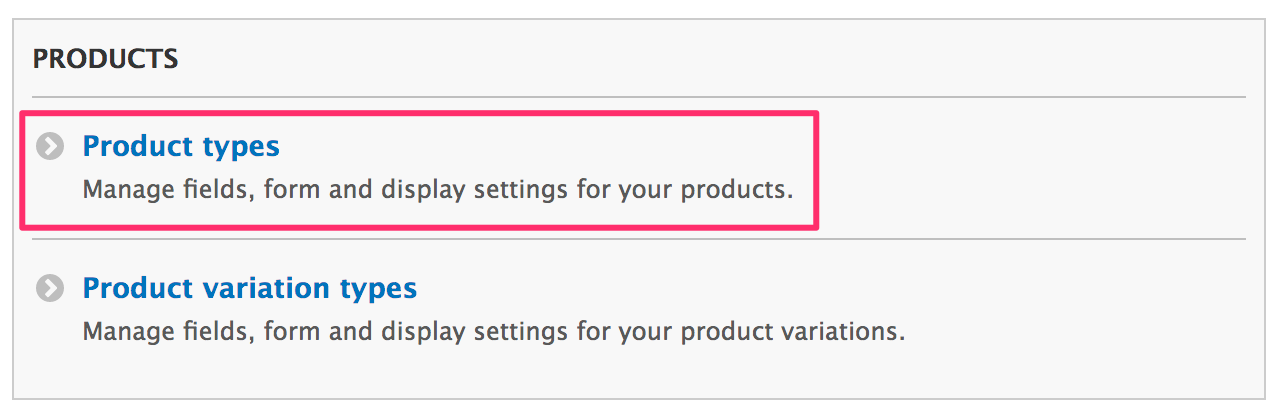 PRODUCTS
Product types
Manage fields, form and display settings for your products.
Product variation types
Manage fields, form and display settings for your product variations.